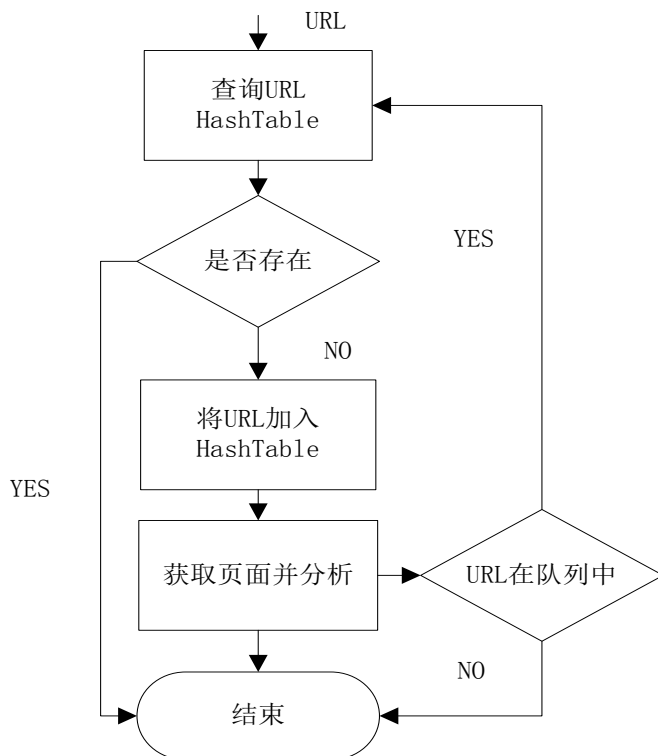 URL
查询URL
HashTable
YES
是否存在
NO
将URL加入
HashTable
YES
获取页面并分析
URL在队列中
NO
结束